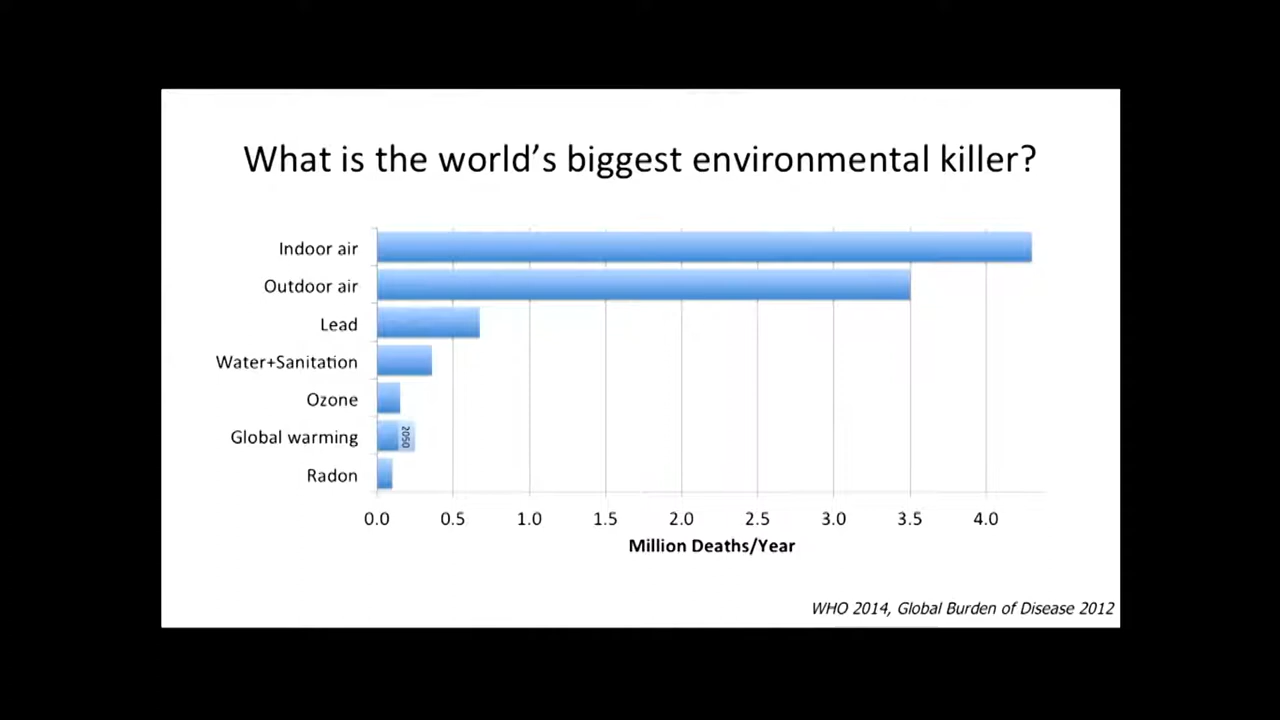 What is the world's biggest environmental killer?
Indoor air
Outdoor air
Lead
Water+Sanitation
Ozone
Global warming
2050
Radon
0.0 0.5 1.0 1.5 2.0 2.5 3.0 3.5 4.0
Million Deaths/Year
WHO 2014, Global Burden of Disease 2012